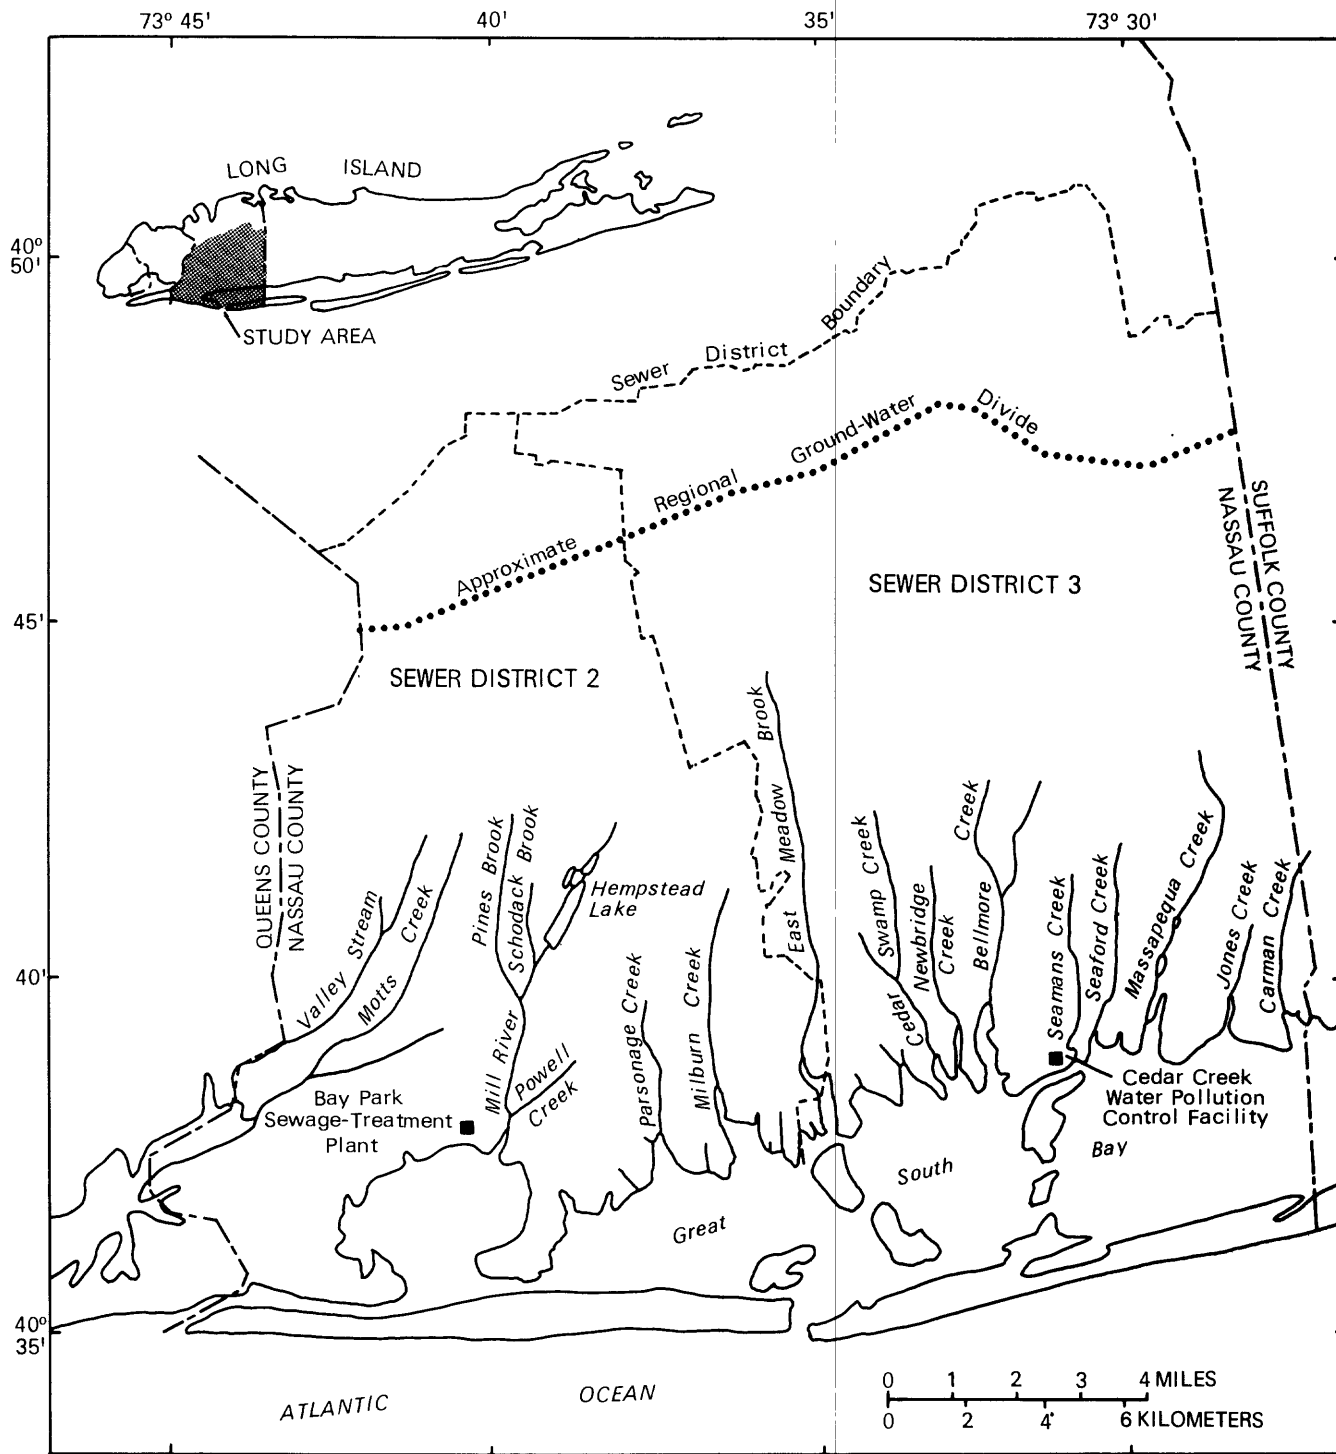 73° 45'
40'
35'
73° 30'
LONG ISLAND
40°
50'
STUDY AREA
Sewer District Boundary
Approximate Regional Ground-Water Divide
SEWER DISTRICT 3
SEWER DISTRICT 2
45'
SUFFOLK COUNTY
NASSAU COUNTY
QUEENS COUNTY
NASSAU COUNTY
Valley Stream
Motts Creek
Pines Brook
Schodack Brook
Hempstead
Lake
East Meadow Brook
Swamp Creek
Cedar
Newbridge
Creek
Bellmore Creek
Seamans Creek
Seaford Creek
Massapequa Creek
Jones Creek
Carman Creek
40'
Mill River
Powell
Creek
Parsonage Creek
Milburn Creek
Bay Park
Sewage-Treatment
Plant
Cedar Creek
Water Pollution
Control Facility
Great South Bay
40°
35'
ATLANTIC OCEAN
0 1 2 3 4 MILES
0 2 4 6 KILOMETERS